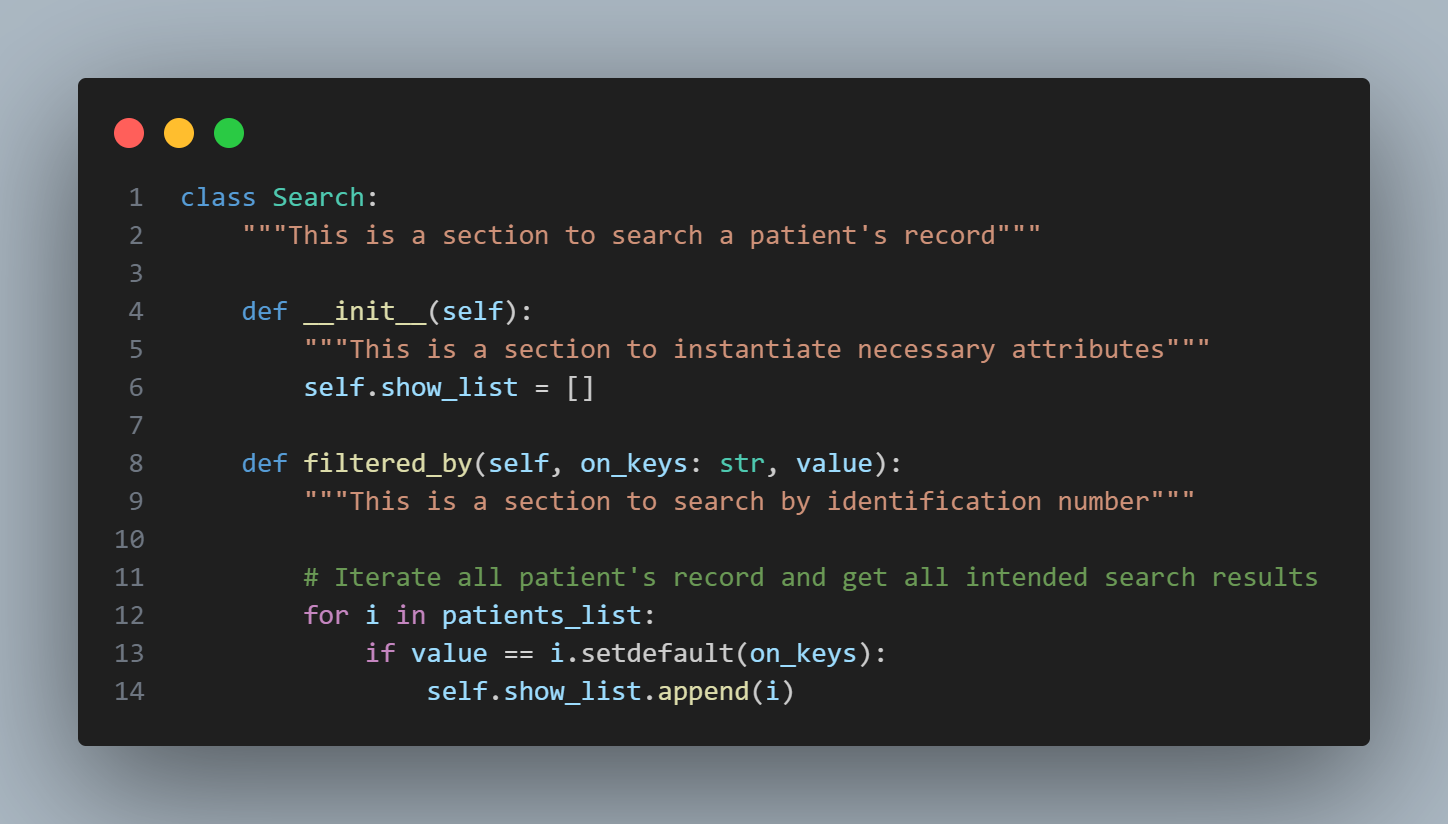 1 class Search:
2     """This is a section to search a patient's record"""
3
4     def __init__(self):
5         """This is a section to instantiate necessary attributes"""
6         self.show_list = []
7
8     def filtered_by(self, on_keys: str, value):
9         """This is a section to search by identification number"""
10
11         # Iterate all patient's record and get all intended search results
12         for i in patients_list:
13             if value == i.setdefault(on_keys):
14                 self.show_list.append(i)